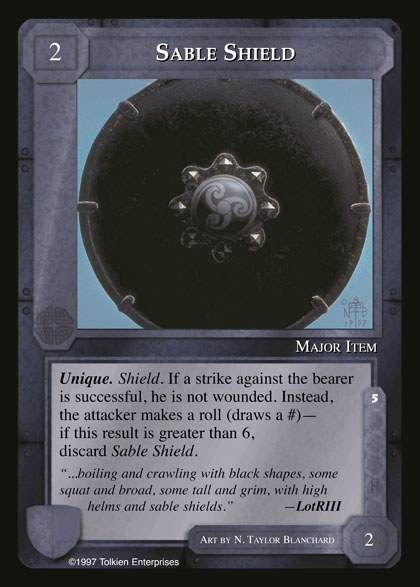 2
SABLE SHIELD
N B
19 97
MAJOR ITEM
Unique. Shield. If a strike against the bearer
is successful, he is not wounded. Instead,
the attacker makes a roll (draws a #)—
if this result is greater than 6,
discard Sable Shield.
“...boiling and crawling with black shapes, some
squat and broad, some tall and grim, with high
helms and sable shields.” —LotRIII
5
H
ART BY N. TAYLOR BLANCHARD
2
©1997 Tolkien Enterprises